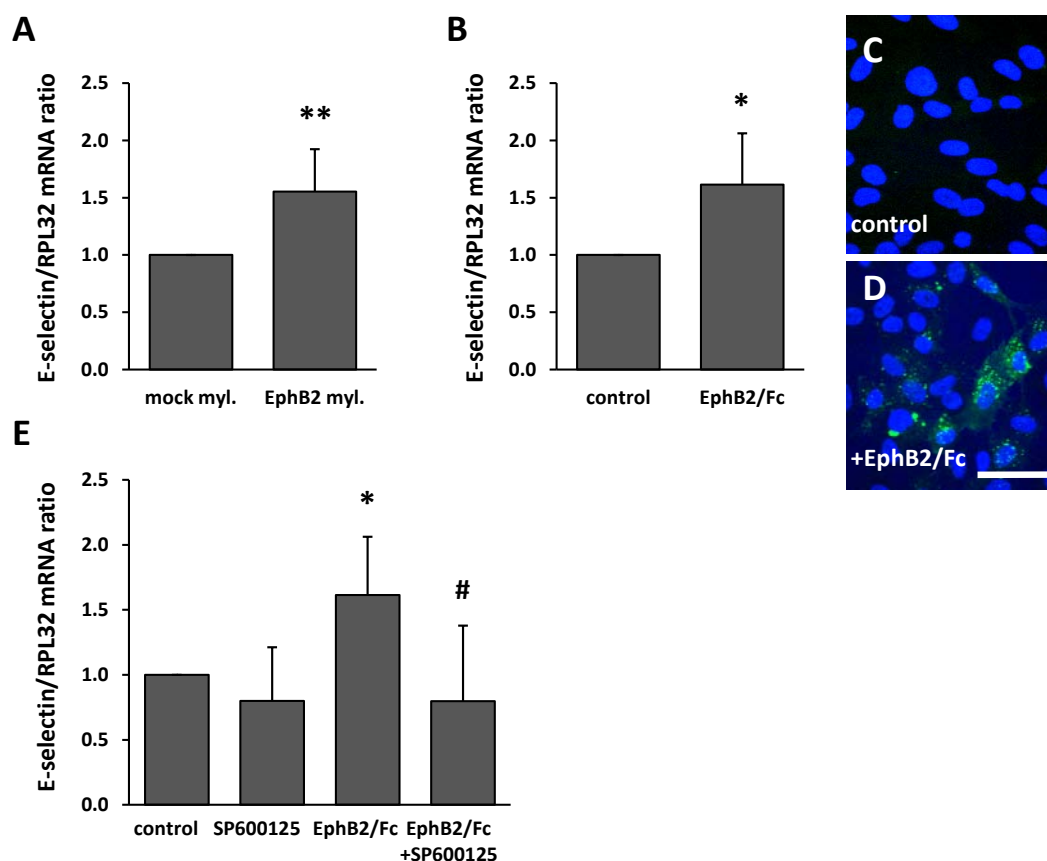 A
E-selectin/RPL32 mRNA ratio
2.5
2.0
1.5
1.0
0.5
0.0
**
mock myl. EphB2 myl.
B
E-selectin/RPL32 mRNA ratio
2.5
2.0
1.5
1.0
0.5
0.0
*
control EphB2/Fc
C
control
D
+EphB2/Fc
E
E-selectin/RPL32 mRNA ratio
2.5
2.0
1.5
1.0
0.5
0.0
*
#
control SP600125 EphB2/Fc EphB2/Fc
+SP600125